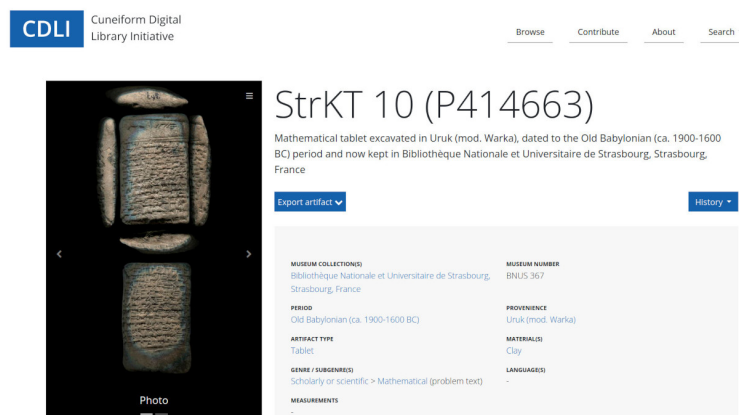 CDLI
Cuneiform Digital
Library Initiative
Browse Contribute About Search
StrKT 10 (P414663)
Mathematical tablet excavated in Uruk (mod. Warka), dated to the Old Babylonian (ca. 1900-1600
BC) period and now kept in Bibliothèque Nationale et Universitaire de Strasbourg, Strasbourg,
France
Export artifact
History
MUSEUM COLLECTION(S)
Bibliothèque Nationale et Universitaire de Strasbourg,
Strasbourg, France
MUSEUM NUMBER
BNUS 367
PERIOD
Old Babylonian (ca. 1900-1600 BC)
PROVENIENCE
Uruk (mod. Warka)
ARTIFACT TYPE
Tablet
MATERIAL(S)
Clay
GENRE / SUBGENRE(S)
Scholarly or scientific > Mathematical (problem text)
LANGUAGE(S)
-
MEASUREMENTS
-
Photo